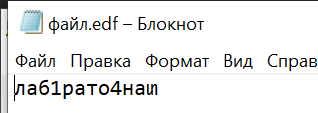 файл.edf – Блокнот
Файл Правка Формат Вид Справ
лаб1рато4наш